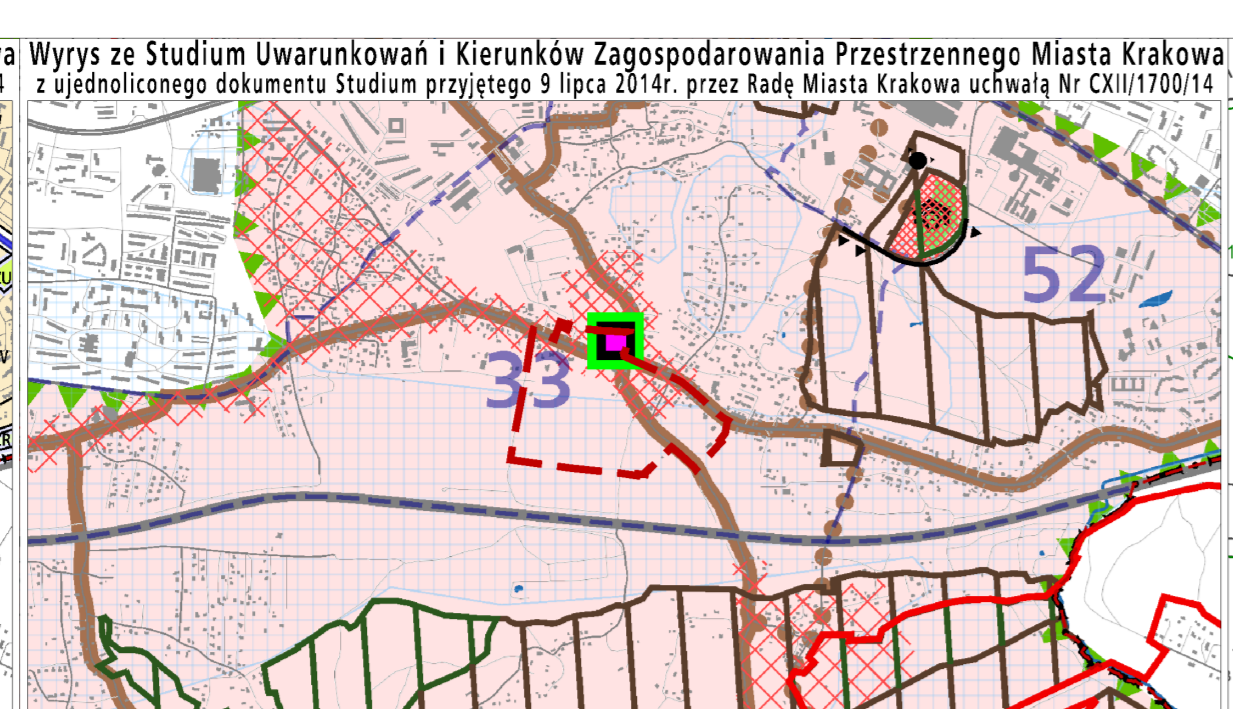 Wyrys ze Studium Uwarunkowań i Kierunków Zagospodarowania Przestrzennego Miasta Krakowa
z ujednoliconego dokumentu Studium przyjętego 9 lipca 2014r. przez Radę Miasta Krakowa uchwałą Nr CXII/1700/14
52
33